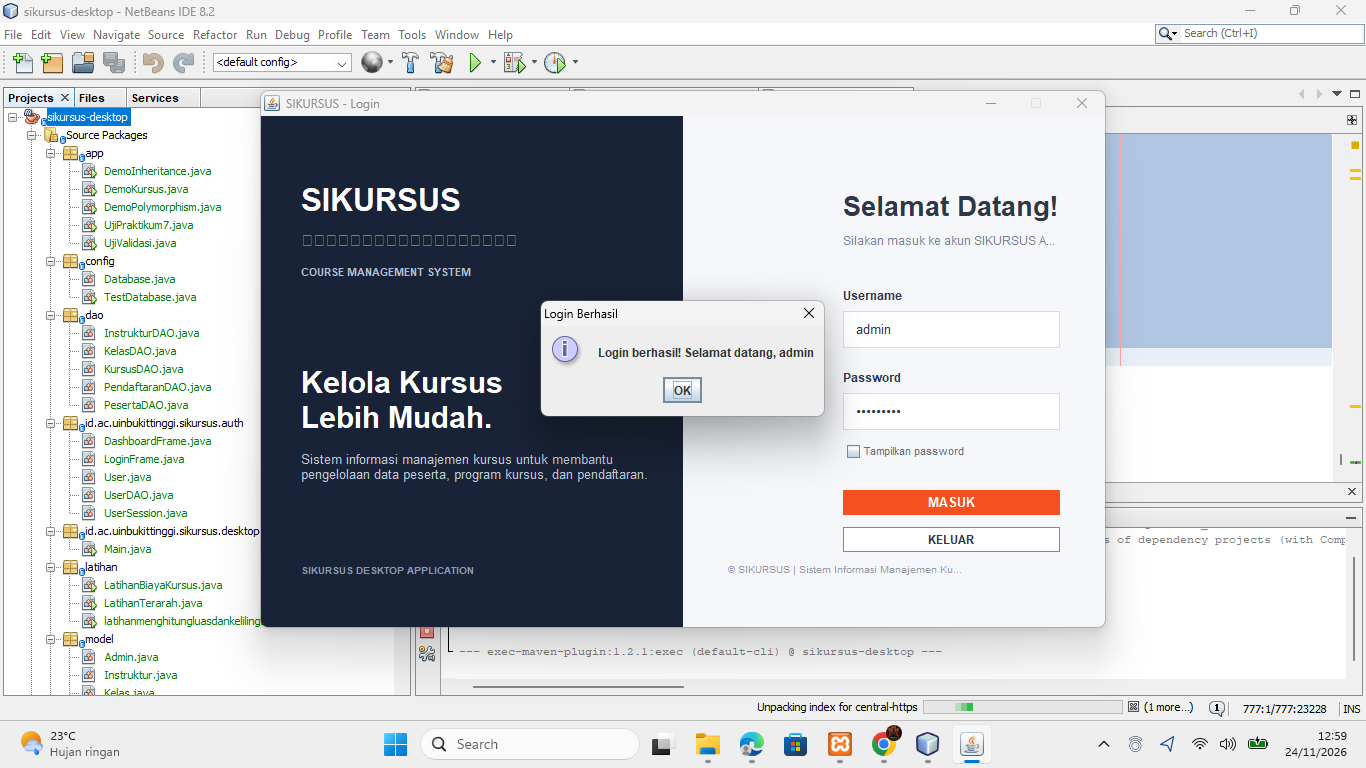 sikursus-desktop - NetBeans IDE 8.2
File Edit View Navigate Source Refactor Run Debug Profile Team Tools Window Help
Search (Ctrl+I)
<default config>
Projects Files Services
sikursus-desktop
Source Packages
app
DemoInheritance.java
DemoKursus.java
DemoPolymorphism.java
UjiPraktikum7.java
UjiValidasi.java
config
Database.java
TestDatabase.java
dao
InstrukturDAO.java
KelasDAO.java
KursusDAO.java
PendaftaranDAO.java
PesertaDAO.java
id.ac.uinbukittinggi.sikursus.auth
DashboardFrame.java
LoginFrame.java
User.java
UserDAO.java
UserSession.java
id.ac.uinbukittinggi.sikursus.desktop
Main.java
latihan
LatihanBiayaKursus.java
LatihanTerarah.java
latihanmenghitungluasdankeliling
model
Admin.java
Instruktur.java
Kelas.java
SIKURSUS - Login
SIKURSUS
COURSE MANAGEMENT SYSTEM
Kelola Kursus
Lebih Mudah.
Sistem informasi manajemen kursus untuk membantu
pengelolaan data peserta, program kursus, dan pendaftaran.
SIKURSUS DESKTOP APPLICATION
Selamat Datang!
Silakan masuk ke akun SIKURSUS A...
Username
admin
Password
•••••••••
Tampilkan password
MASUK
KELUAR
© SIKURSUS | Sistem Informasi Manajemen Ku...
Login Berhasil
Login berhasil! Selamat datang, admin
OK
s of dependency projects (with Comp
--- exec-maven-plugin:1.2.1:exec (default-cli) @ sikursus-desktop ---
Unpacking index for central-https
(1 more...)
1
777:1/777:23228
INS
23°C
Hujan ringan
Search
12:59
24/11/2026